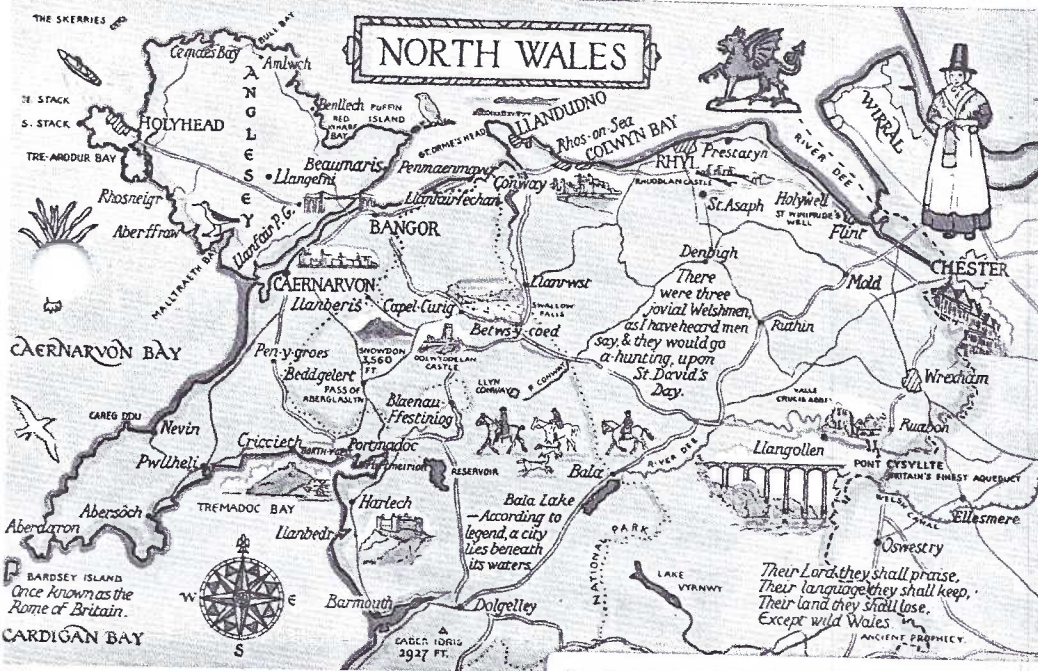 THE SKERRIES
BULL BAY
Cemaes Bay
Amlwch
NORTH WALES
ANGLESEY
Benllech
RED
WHARF
BAY
PUFFIN
ISLAND
N. STACK
S. STACK
HOLYHEAD
TRE-ARDUR BAY
GT. ORME'S HEAD
LLANDUDNO
Rhos-on-Sea
COLWYN BAY
WIRRAL
RIVER DEE
Beaumaris
Penmaenmawr
Llangefni
Conway
Llanfairfechan
RHYL
Prestatyn
RHUDDLAN CASTLE
St. Asaph
Holywell
ST WINIFRIDE'S
WELL
Flint
Rhosneigr
Aberffraw
Llanfair P.G.
BANGOR
MALLTRAETH BAY
CAERNARVON
Llanberis
Capel-Curig
Llanrwst
SWALLOW
FALLS
Betws-y-coed
Denbigh
There
were three
jovial Welshmen,
as I have heard men
say, & they would go
a-hunting, upon
St. David's
Day.
Mold
CHESTER
Ruthin
CAERNARVON BAY
Pen-y-groes
Beddgelert
PASS OF
ABERGLASLYN
SNOWDON
3,560
FT.
DOLWYDDELAN
CASTLE
LLYN
CONWAY
R. CONWAY
Blaenau-
Ffestiniog
VALLE
CRUCIS ABBEY
Wrexham
Ruabon
CAREG DDU
Nevin
Pwllheli
Criccieth
Portmadoc
Portmeirion
RESERVOIR
Bala
RIVER DEE
Llangollen
PONT CYSYLLTE
BRITAIN'S FINEST AQUEDUCT
WELSH CANAL
Ellesmere
Abersoch
TREMADOC BAY
Harlech
Llanbedr
Bala Lake
—According to
legend, a city
lies beneath
its waters.
Aberdaron
BARDSEY ISLAND
Once known as the
Rome of Britain.
CARDIGAN BAY
W
E
S
Barmouth
Dolgelley
CADER IDRIS
2927 FT.
NATIONAL PARK
LAKE
VYRNWY
Oswestry
Their Lord they shall praise,
Their language they shall keep,
Their land they shall lose,
Except wild Wales.
ANCIENT PROPHECY.